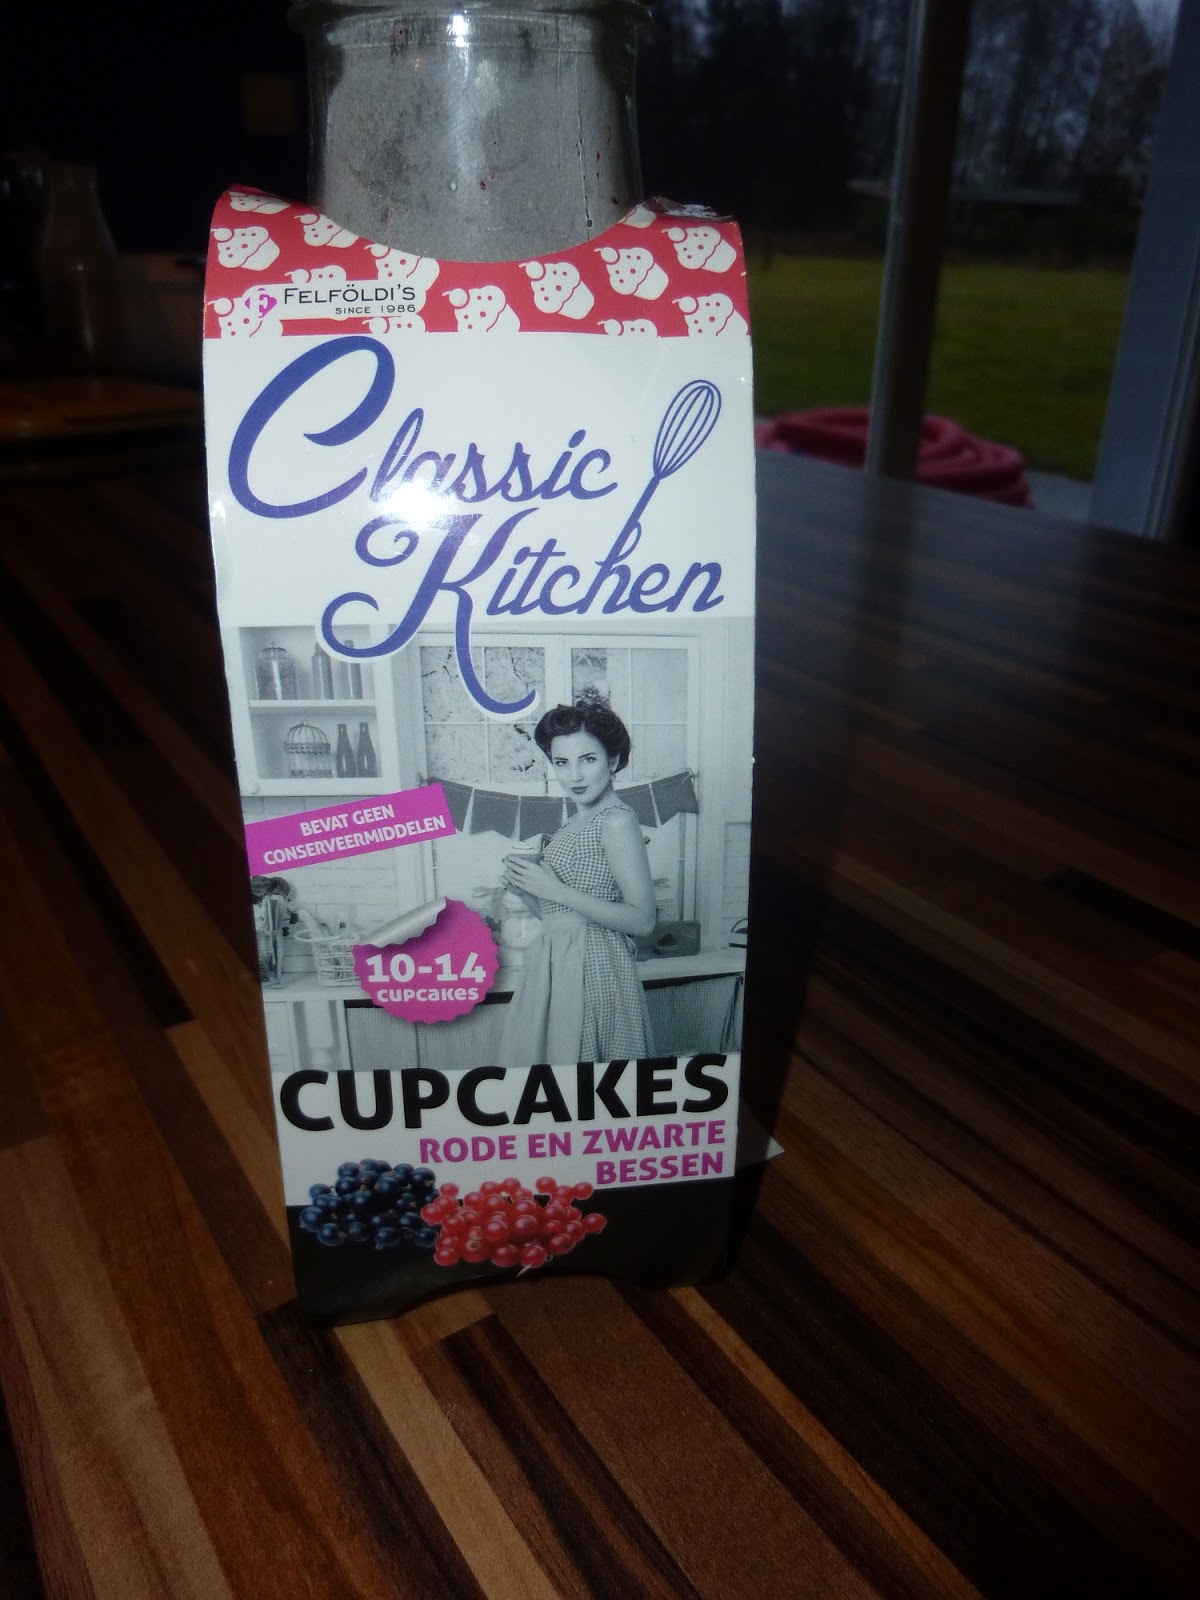 FELFÖLDI'S
SINCE 1986
Classic
Kitchen
BEVAT GEEN
CONSERVEERMIDDELEN
10-14
CUPCAKES
CUPCAKES
RODE EN ZWARTE
BESSEN